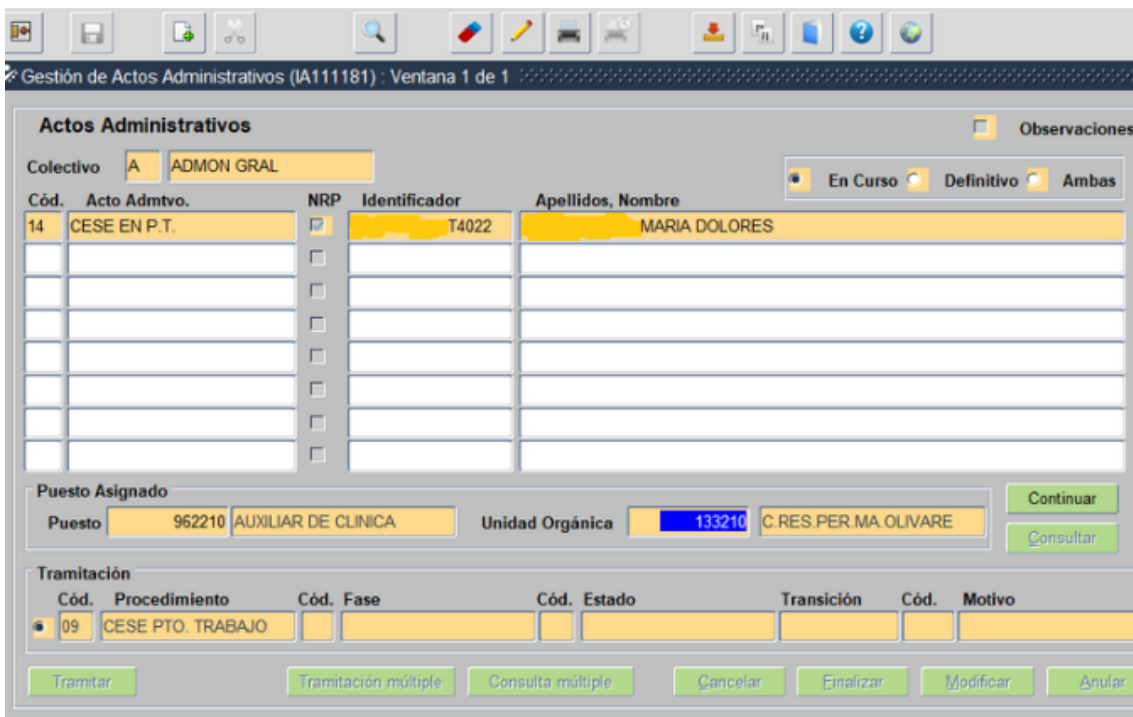 Gestión de Actos Administrativos (IA111181) : Ventana 1 de 1
Actos Administrativos
Observaciones
Colectivo A ADMON GRAL
En Curso Definitivo Ambas
Cód. Acto Admtvo. NRP Identificador Apellidos, Nombre
14 CESE EN P.T. T4022 MARIA DOLORES
Puesto Asignado
Continuar
Puesto 962210 AUXILIAR DE CLINICA Unidad Orgánica 133210 C.RES.PER.MA.OLIVARE
Consultar
Tramitación
Cód. Procedimiento Cód. Fase Cód. Estado Transición Cód. Motivo
09 CESE PTO. TRABAJO
Tramitar Tramitación múltiple Consulta múltiple Cancelar Finalizar Modificar Anular